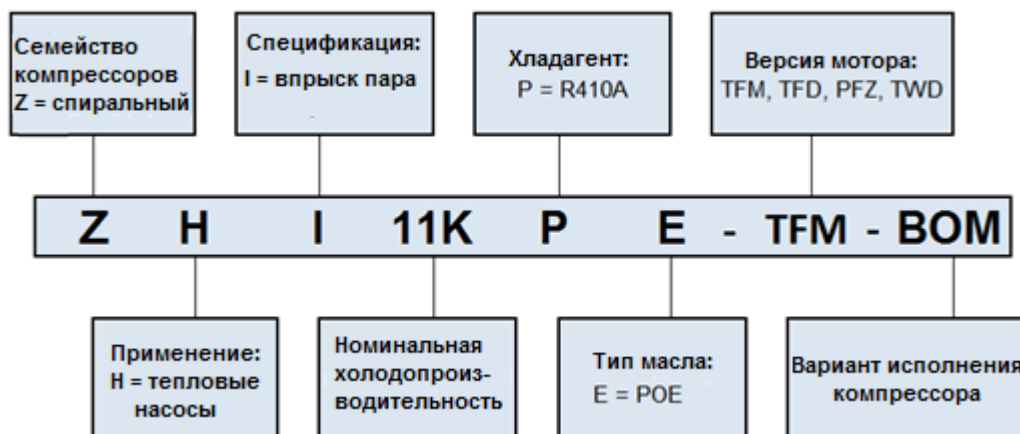 Семейство
компрессоров
Z = спиральный
Спецификация:
I = впрыск пара
Хладагент:
P = R410A
Версия мотора:
TFM, TFD, PFZ, TWD
Z H I 11K P E - TFM - BOM
Применение:
H = тепловые
насосы
Номинальная
холодопроиз-
водительность
Тип масла:
E = POE
Вариант исполнения
компрессора